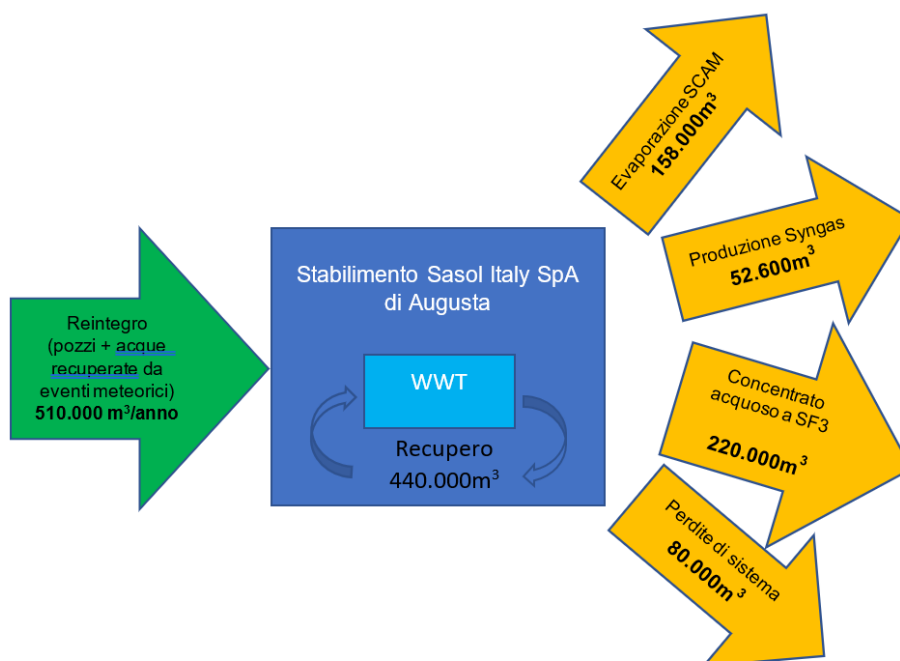 Reintegro
(pozzi + acque
recuperate da
eventi meteorici)
510.000 m³/anno
Stabilimento Sasol Italy SpA
di Augusta
WWT
Recupero
440.000m³
Evaporazione SCAM
158.000m³
Produzione Syngas
52.600m³
Concentrato
acquoso a SF3
220.000m³
Perdite di sistema
80.000m³